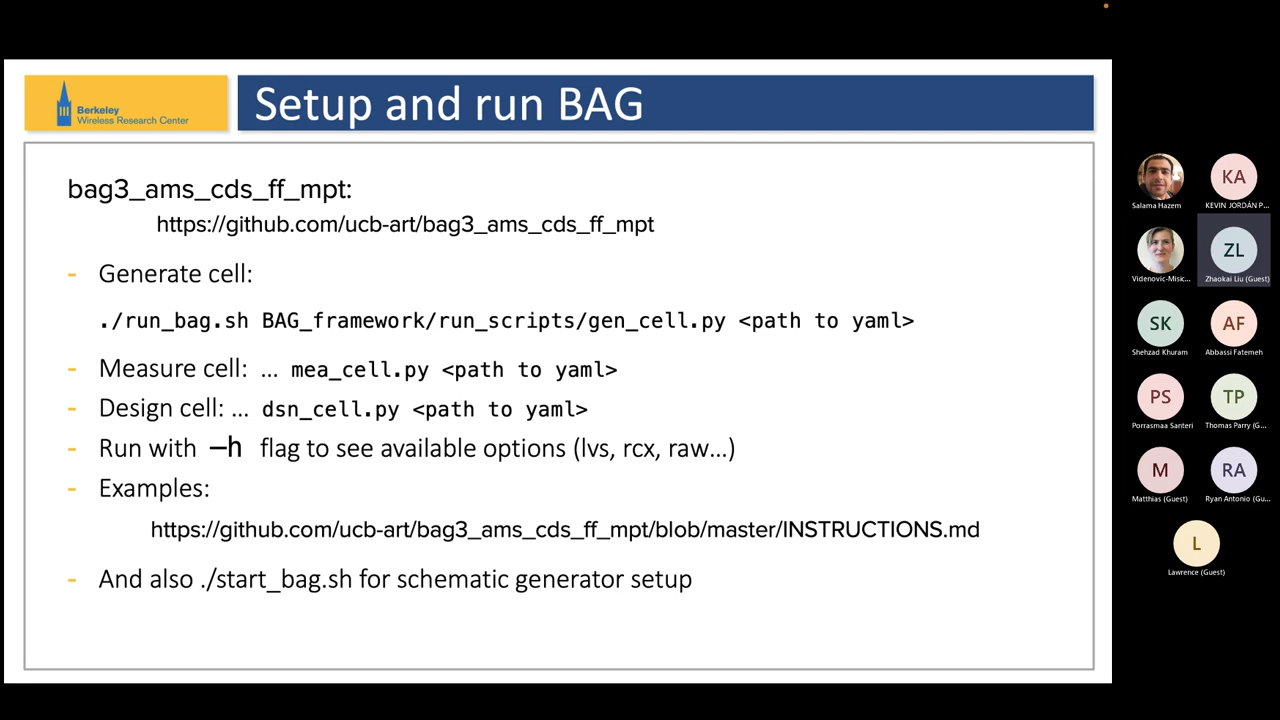 Berkeley
Wireless Research Center
Setup and run BAG
bag3_ams_cds_ff_mpt:
https://github.com/ucb-art/bag3_ams_cds_ff_mpt
- Generate cell:
./run_bag.sh BAG_framework/run_scripts/gen_cell.py <path to yaml>
- Measure cell: ... mea_cell.py <path to yaml>
- Design cell: ... dsn_cell.py <path to yaml>
- Run with –h flag to see available options (lvs, rcx, raw...)
- Examples:
https://github.com/ucb-art/bag3_ams_cds_ff_mpt/blob/master/INSTRUCTIONS.md
- And also ./start_bag.sh for schematic generator setup
Salama Hazem
KA
KEVIN JORDÁN P...
Videnovic-Misic...
ZL
Zhaokai Liu (Guest)
SK
Shehzad Khuram
AF
Abbassi Fatemeh
PS
Porrasmaa Santeri
TP
Thomas Parry (G...
M
Matthias (Guest)
RA
Ryan Antonio (Gu...
L
Lawrence (Guest)